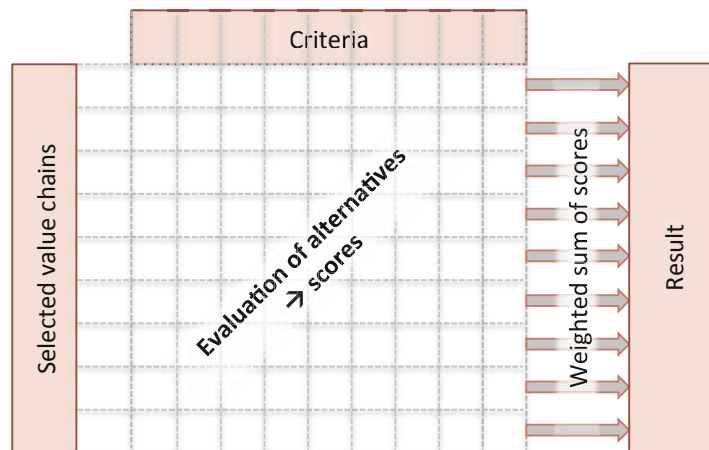 Criteria
Selected value chains
Evaluation of alternatives
↗ scores
Weighted sum of scores
Result